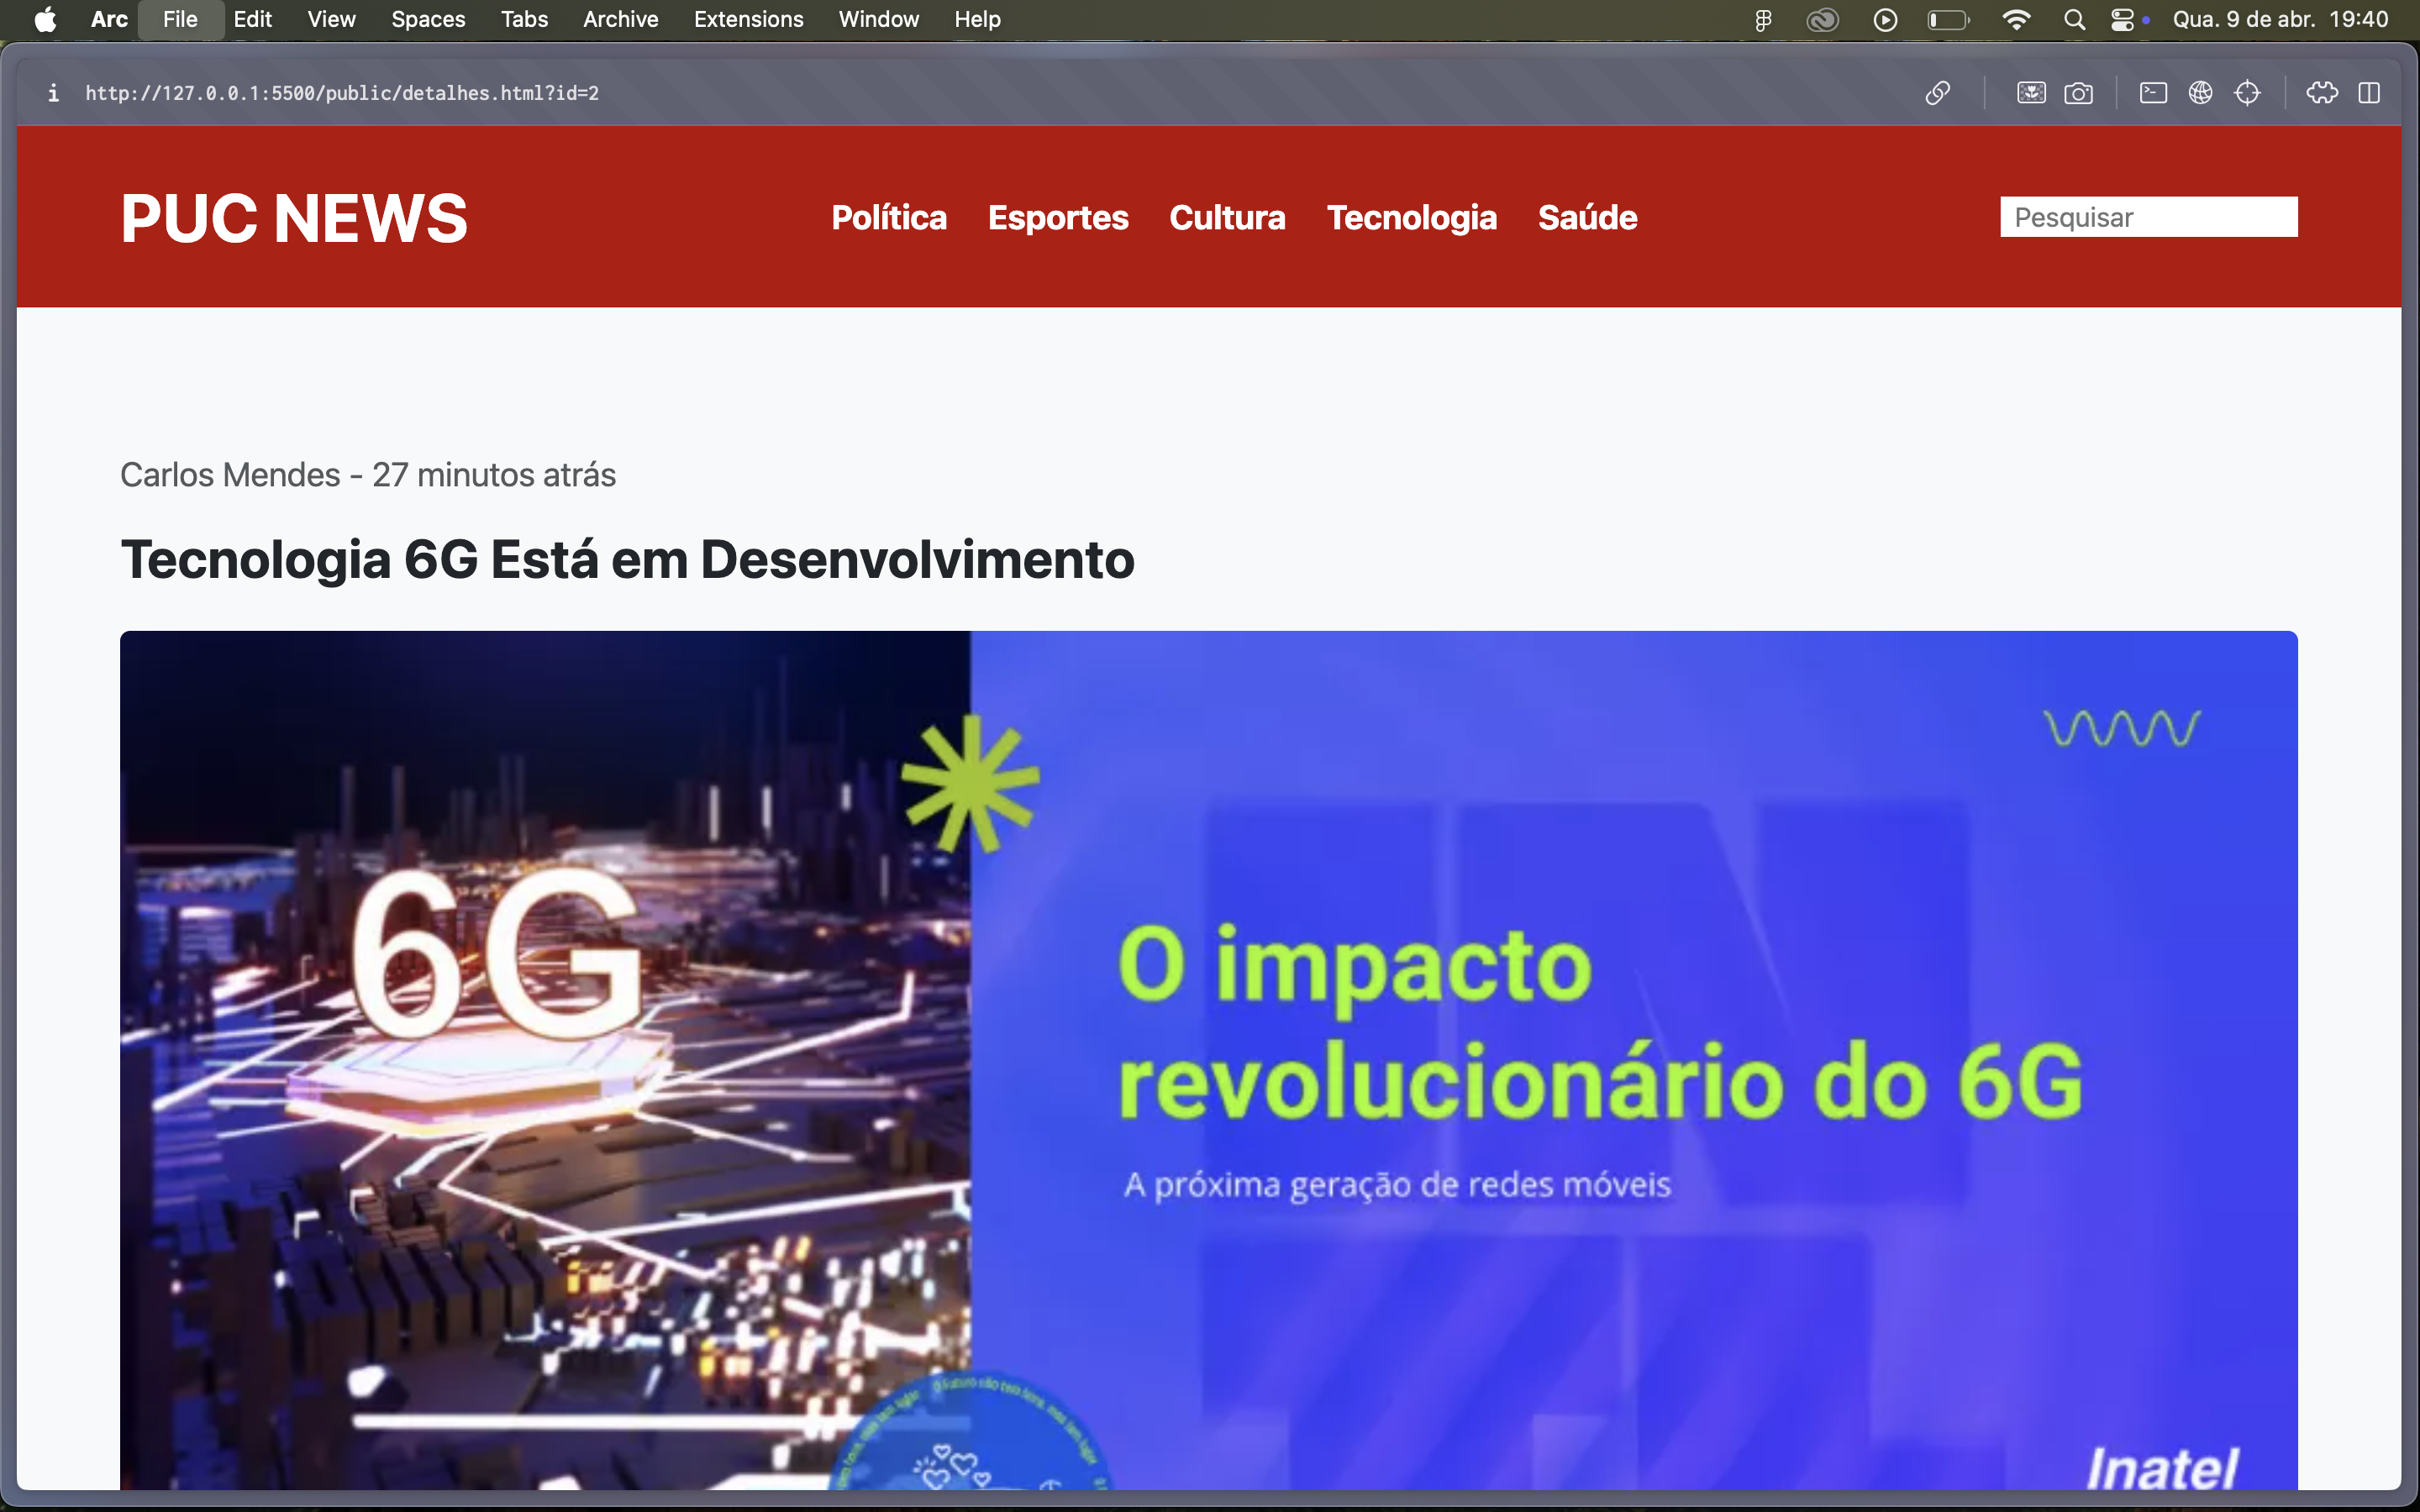 Arc File Edit View Spaces Tabs Archive Extensions Window Help Qua. 9 de abr. 19:40
http://127.0.0.1:5500/public/detalhes.html?id=2
PUC NEWS Política Esportes Cultura Tecnologia Saúde Pesquisar
Carlos Mendes - 27 minutos atrás
Tecnologia 6G Está em Desenvolvimento
6G
O impacto
revolucionário do 6G
A próxima geração de redes móveis
Inatel